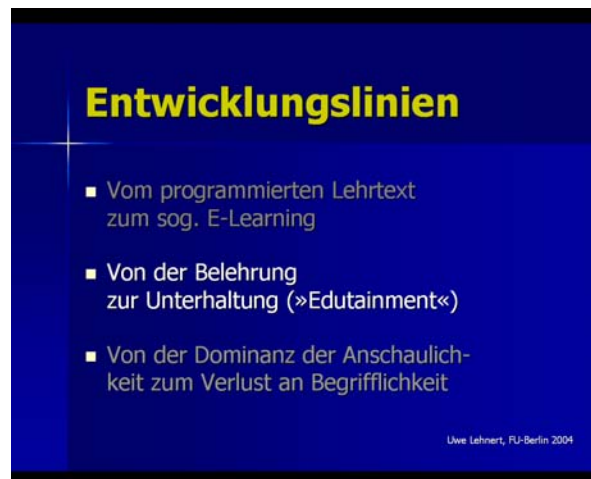 Entwicklungslinien
Vom programmierten Lehrtext
zum sog. E-Learning
Von der Belehrung
zur Unterhaltung (»Edutainment«)
Von der Dominanz der Anschaulich-
keit zum Verlust an Begrifflichkeit
Uwe Lehnert, FU-Berlin 2004